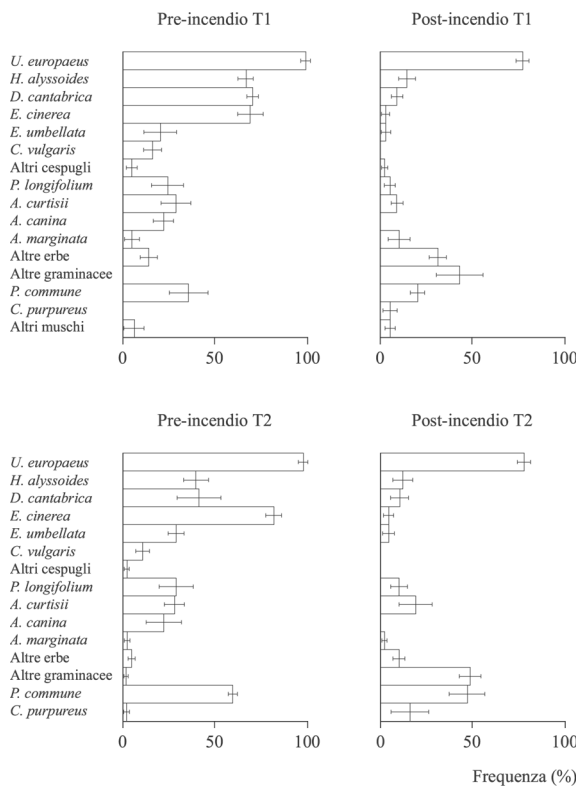 Pre-incendio T1
Post-incendio T1
U. europaeus
H. alyssoides
D. cantabrica
E. cinerea
E. umbellata
C. vulgaris
Altri cespugli
P. longifolium
A. curtisii
A. canina
A. marginata
Altre erbe
Altre graminacee
P. commune
C. purpureus
Altri muschi
0 50 100
0 50 100
Pre-incendio T2
Post-incendio T2
U. europaeus
H. alyssoides
D. cantabrica
E. cinerea
E. umbellata
C. vulgaris
Altri cespugli
P. longifolium
A. curtisii
A. canina
A. marginata
Altre erbe
Altre graminacee
P. commune
C. purpureus
0 50 100
0 50 100
Frequenza (%)